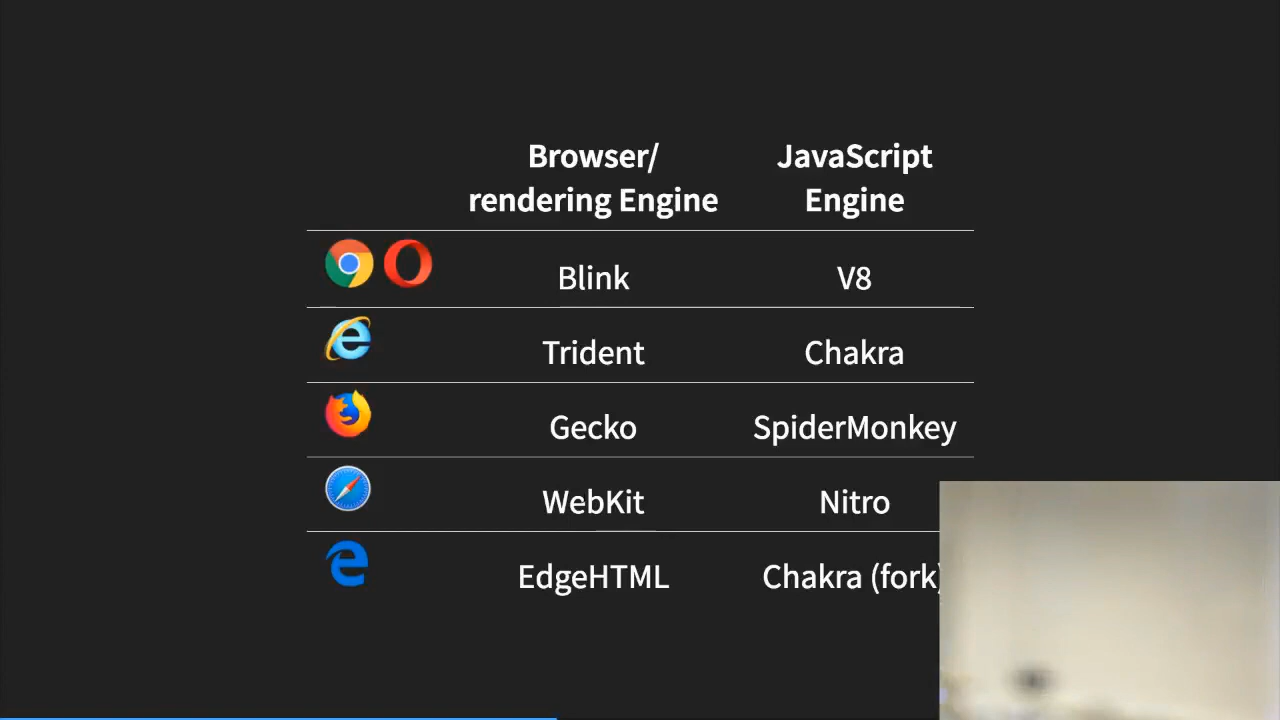 Browser/
rendering Engine
JavaScript
Engine
Blink
V8
Trident
Chakra
Gecko
SpiderMonkey
WebKit
Nitro
EdgeHTML
Chakra (fork)